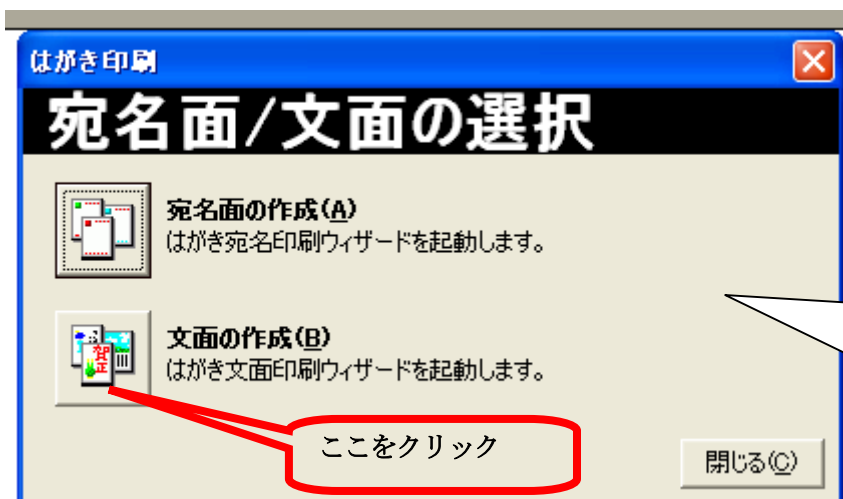 はがき印刷
宛名面/文面の選択
宛名面の作成(A)
はがき宛名印刷ウィザードを起動します。
文面の作成(B)
はがき文面印刷ウィザードを起動します。
ここをクリック
閉じる(C)